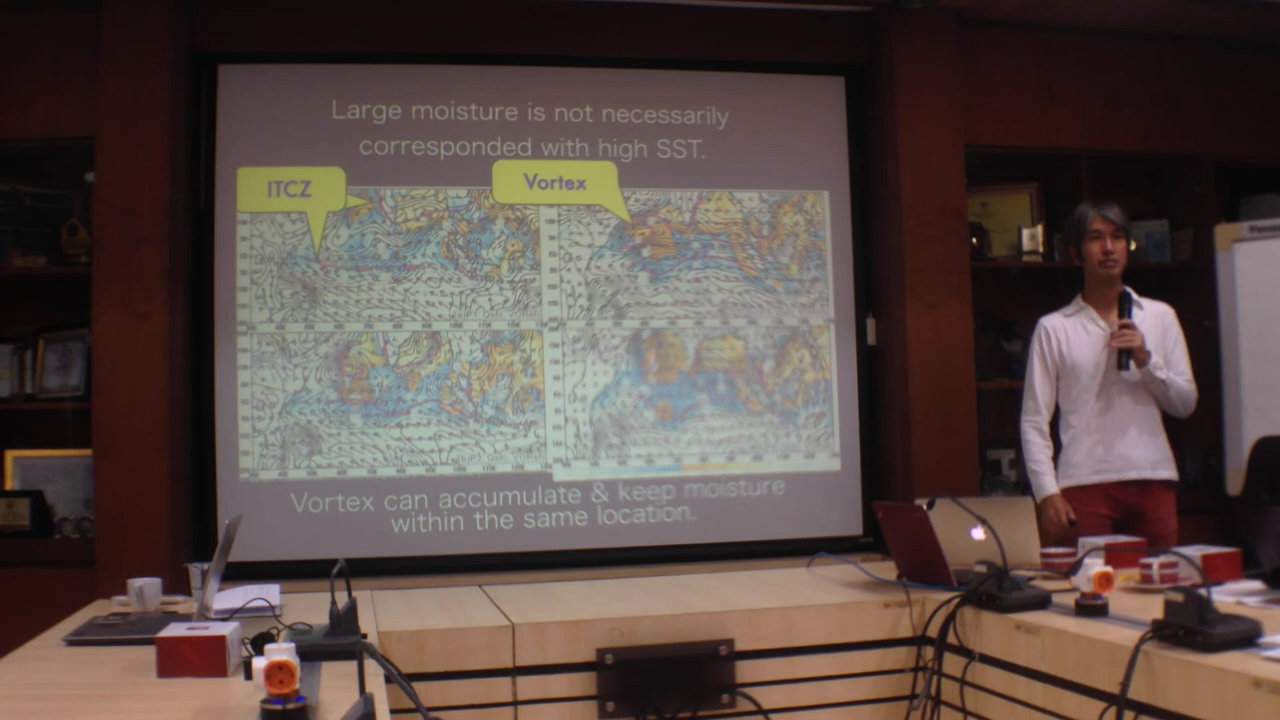 Large moisture is not necessarily
corresponded with high SST.
ITCZ
Vortex
Vortex can accumulate & keep moisture
within the same location.